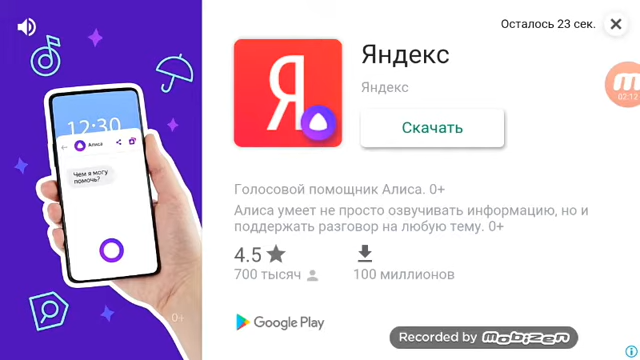 Осталось 23 сек.
12:30
Алиса
Чем я могу
помочь?
0+
Я
Яндекс
Яндекс
Скачать
02:12
Голосовой помощник Алиса. 0+
Алиса умеет не просто озвучивать информацию, но и
поддержать разговор на любую тему. 0+
4.5
700 тысяч
100 миллионов
Google Play
Recorded by MOBIZEN